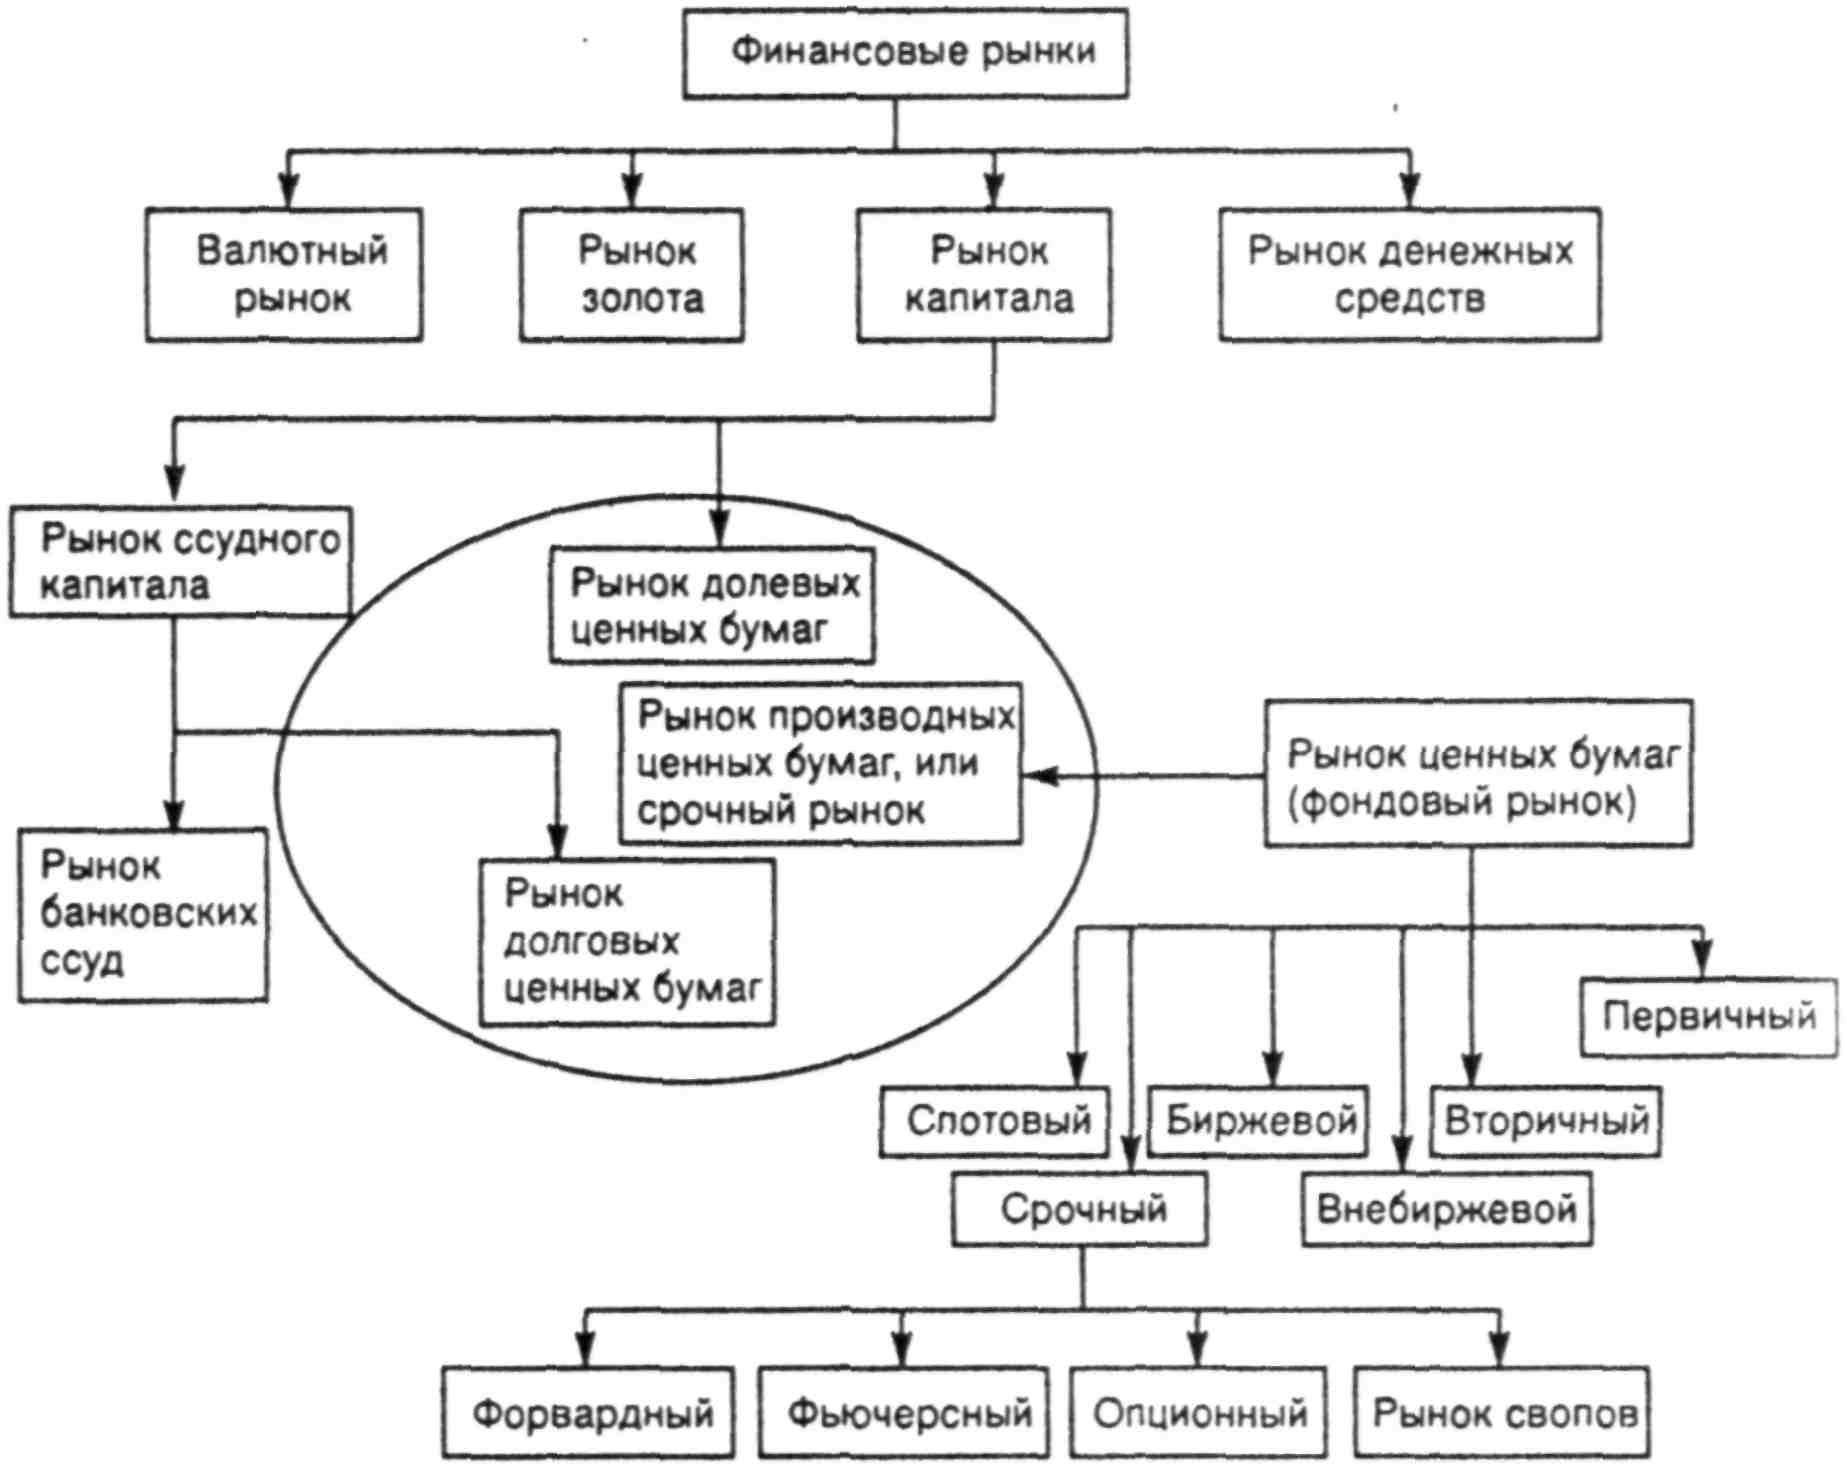 Финансовые рынки
Валютный
рынок
Рынок
золота
Рынок
капитала
Рынок денежных
средств
Рынок ссудного
капитала
Рынок долевых
ценных бумаг
Рынок производных
ценных бумаг, или
срочный рынок
Рынок ценных бумаг
(фондовый рынок)
Рынок
банковских
ссуд
Рынок
долговых
ценных бумаг
Первичный
Спотовый
Биржевой
Вторичный
Срочный
Внебиржевой
Форвардный
Фьючерсный
Опционный
Рынок свопов